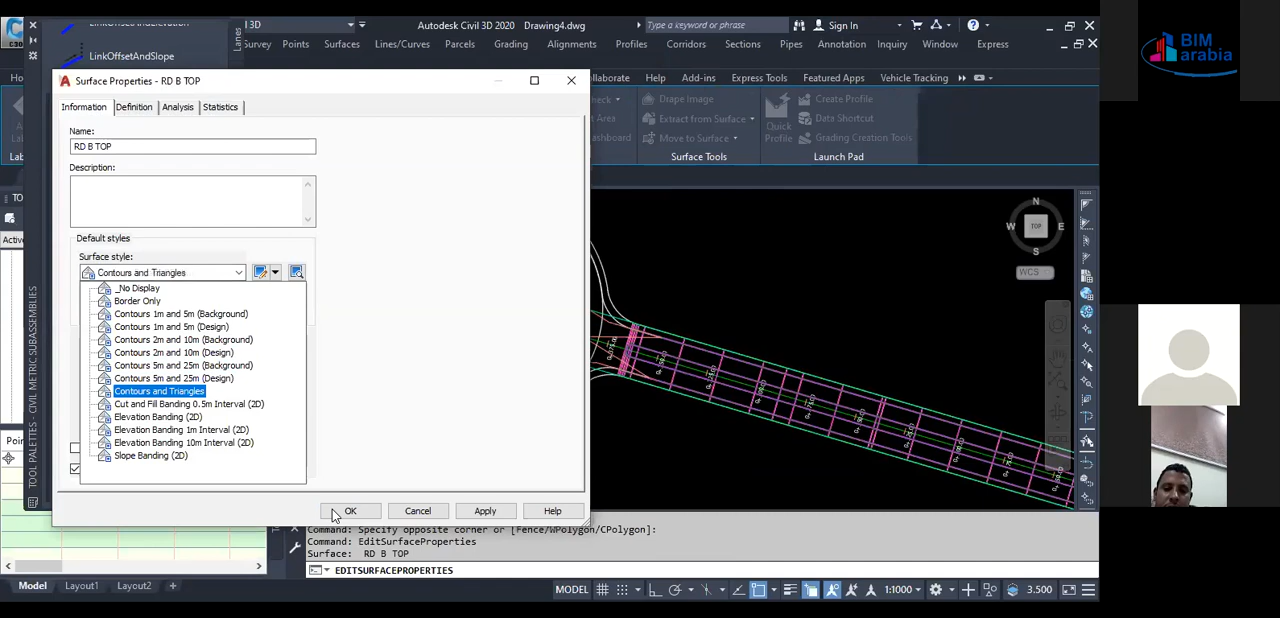 LinkOffsetAndElevation
LinkOffsetAndSlope
Lanes
3D
Autodesk Civil 3D 2020 Drawing4.dwg
Type a keyword or phrase
Sign In
Survey Points Surfaces Lines/Curves Parcels Grading Alignments Profiles Corridors Sections Pipes Annotation Inquiry Window Express
Collaborate Help Add-ins Express Tools Featured Apps Vehicle Tracking
Drape Image
Extract from Surface
Move to Surface
Surface Tools
Quick Profile
Create Profile
Data Shortcut
Grading Creation Tools
Launch Pad
Surface Properties - RD B TOP
Information Definition Analysis Statistics
Name:
RD B TOP
Description:
Default styles
Surface style:
Contours and Triangles
_No Display
Border Only
Contours 1m and 5m (Background)
Contours 1m and 5m (Design)
Contours 2m and 10m (Background)
Contours 2m and 10m (Design)
Contours 5m and 25m (Background)
Contours 5m and 25m (Design)
Contours and Triangles
Cut and Fill Banding 0.5m Interval (2D)
Elevation Banding (2D)
Elevation Banding 1m Interval (2D)
Elevation Banding 10m Interval (2D)
Slope Banding (2D)
OK Cancel Apply Help
TOOL PALETTES - CIVIL METRIC SUBASSEMBLIES
N
W TOP E
S
WCS
Command: Specify opposite corner or [Fence/WPolygon/CPolygon]:
Command: EditSurfaceProperties
Surface: RD B TOP
EDITSURFACEPROPERTIES
Model Layout1 Layout2 +
MODEL 1:1000 3.500
BIM
arabia